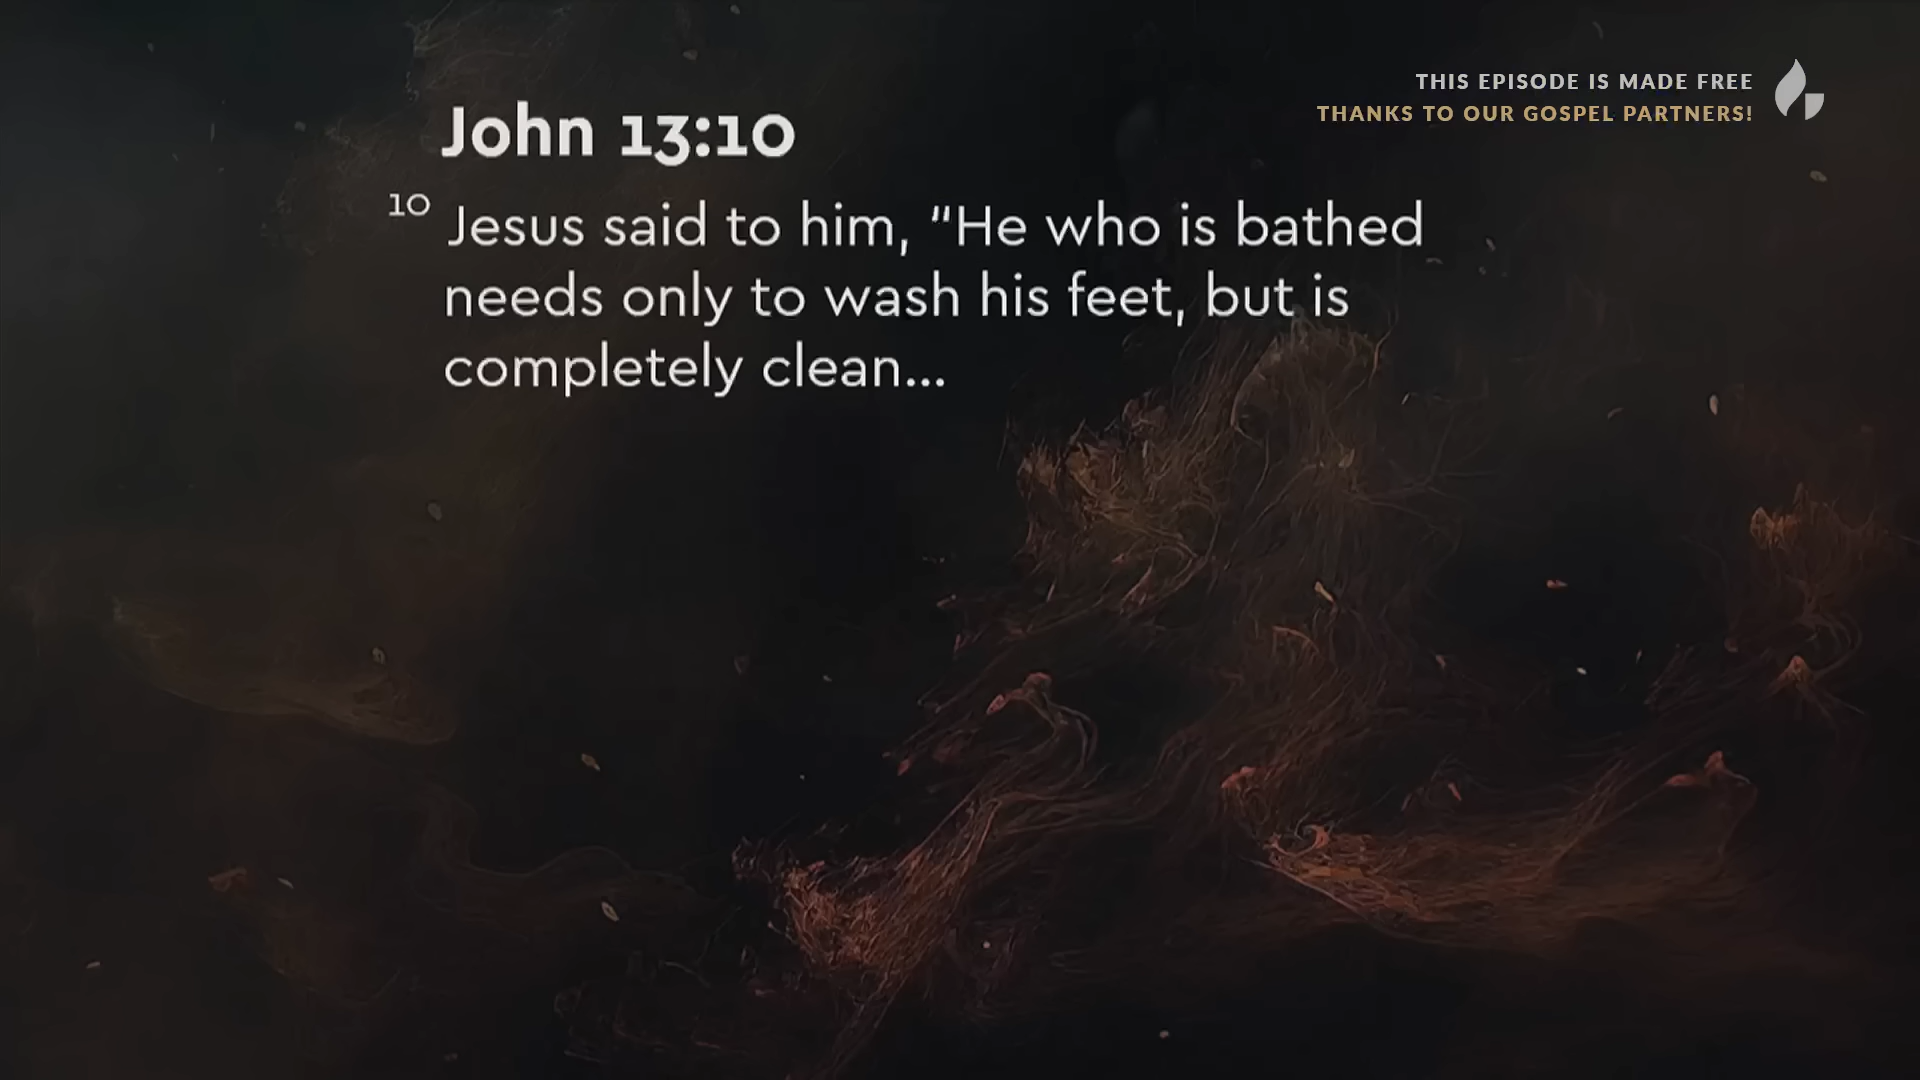 THIS EPISODE IS MADE FREE
THANKS TO OUR GOSPEL PARTNERS!
John 13:10
10 Jesus said to him, “He who is bathed
needs only to wash his feet, but is
completely clean...